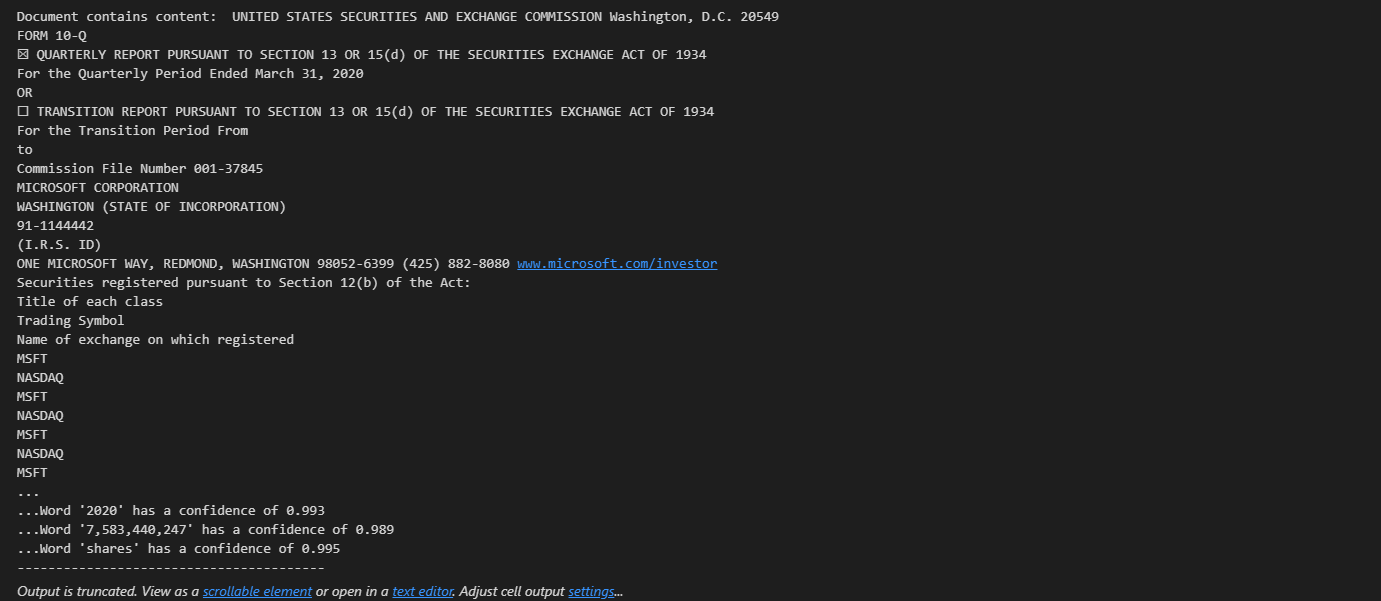 Document contains content:  UNITED STATES SECURITIES AND EXCHANGE COMMISSION Washington, D.C. 20549
FORM 10-Q
☒ QUARTERLY REPORT PURSUANT TO SECTION 13 OR 15(d) OF THE SECURITIES EXCHANGE ACT OF 1934
For the Quarterly Period Ended March 31, 2020
OR
☐ TRANSITION REPORT PURSUANT TO SECTION 13 OR 15(d) OF THE SECURITIES EXCHANGE ACT OF 1934
For the Transition Period From
to
Commission File Number 001-37845
MICROSOFT CORPORATION
WASHINGTON (STATE OF INCORPORATION)
91-1144442
(I.R.S. ID)
ONE MICROSOFT WAY, REDMOND, WASHINGTON 98052-6399 (425) 882-8080 www.microsoft.com/investor
Securities registered pursuant to Section 12(b) of the Act:
Title of each class
Trading Symbol
Name of exchange on which registered
MSFT
NASDAQ
MSFT
NASDAQ
MSFT
NASDAQ
MSFT
...
...Word '2020' has a confidence of 0.993
...Word '7,583,440,247' has a confidence of 0.989
...Word 'shares' has a confidence of 0.995
----------------------------------------
Output is truncated. View as a scrollable element or open in a text editor. Adjust cell output settings...